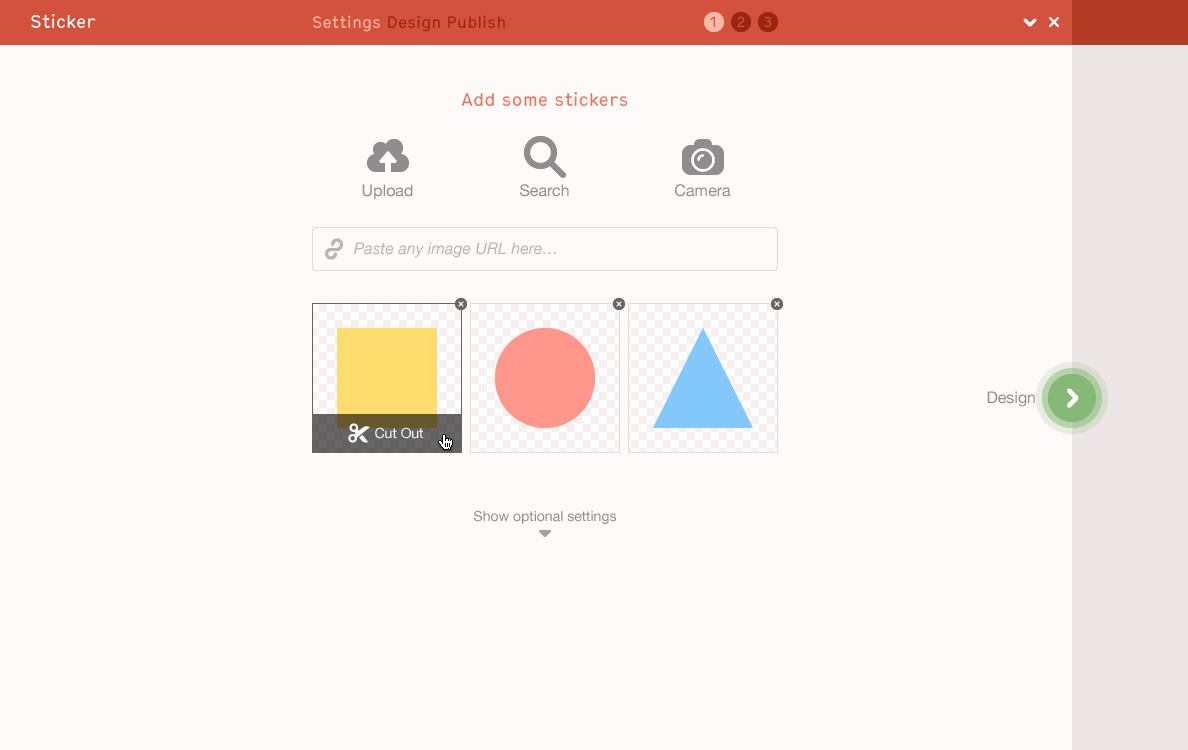 Sticker
Settings Design Publish
1 2 3
Add some stickers
Upload
Search
Camera
Paste any image URL here...
Cut Out
Design
Show optional settings